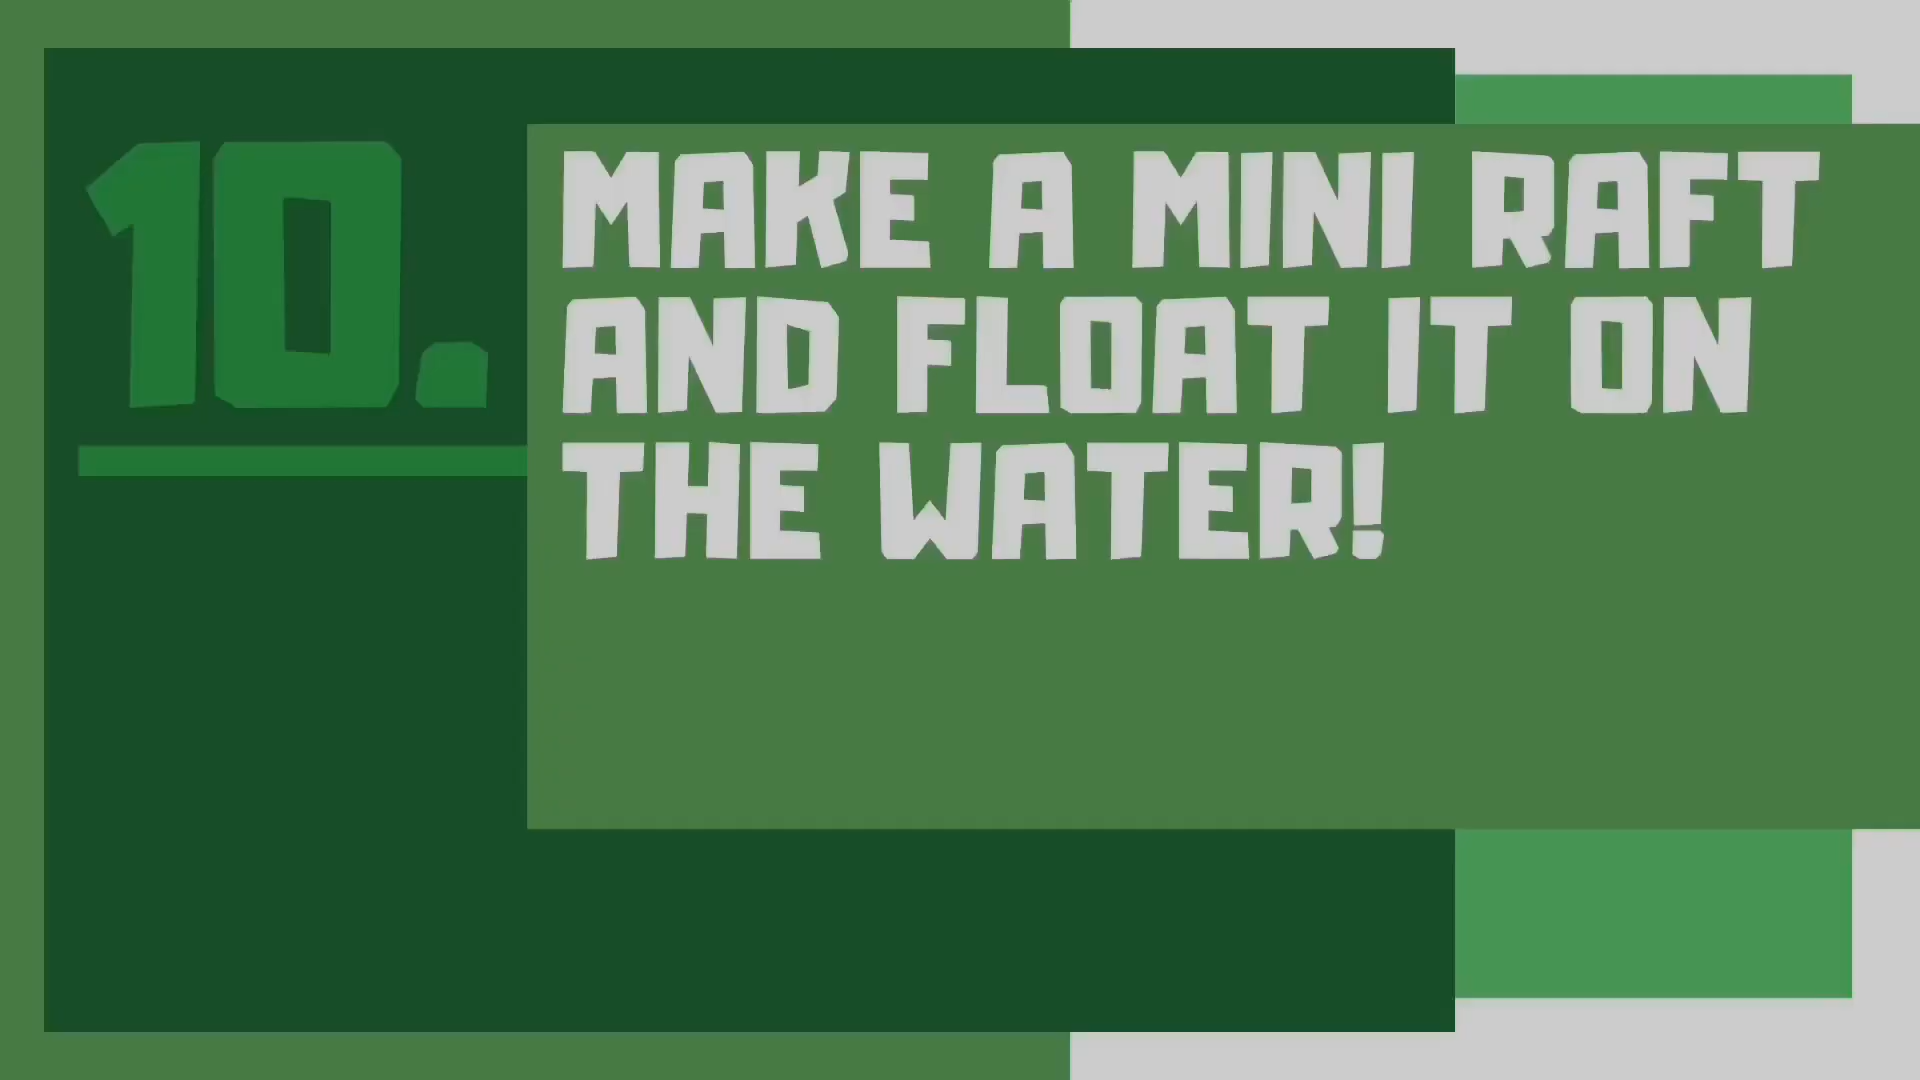 10.
MAKE A MINI RAFT
AND FLOAT IT ON
THE WATER!